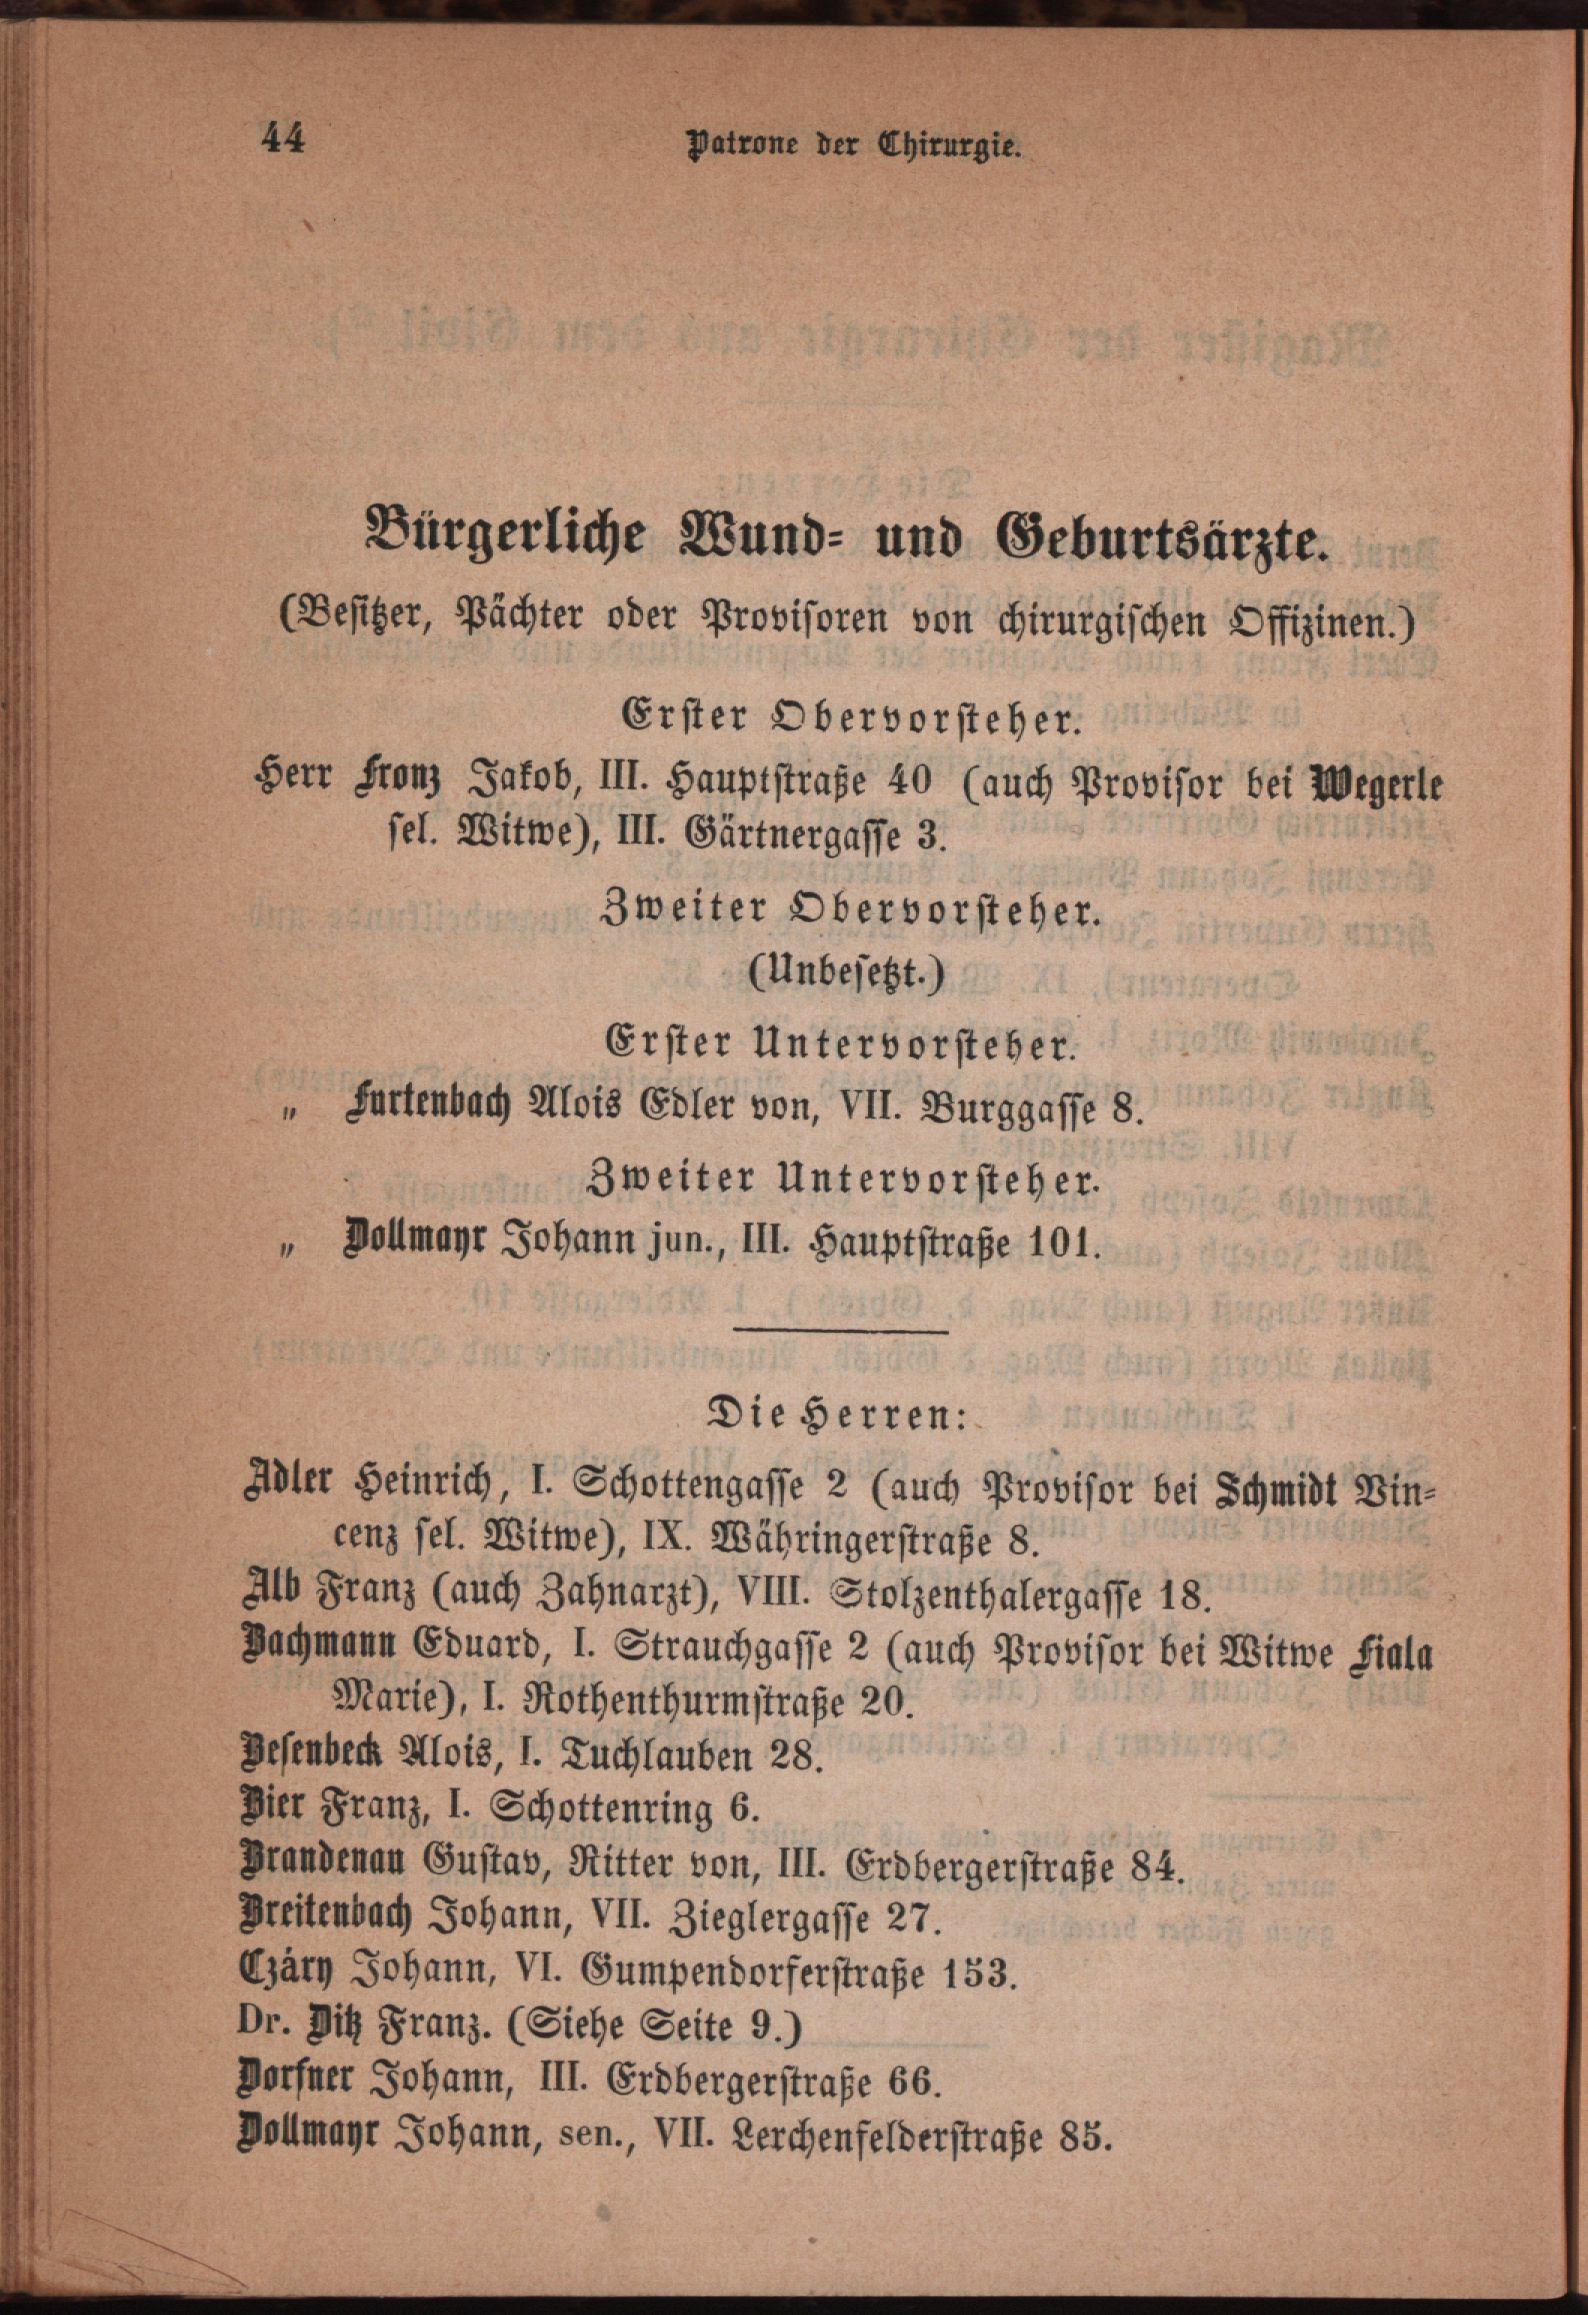 44
Patrone der Chirurgie.
Bürgerliche Wund- und Geburtsärzte.
(Besitzer, Pächter oder Provisoren von chirurgischen Offizinen.)
Erster Obervorsteher.
Herr Fronz Jakob, III. Hauptstraße 40 (auch Provisor bei Wegerle
sel. Witwe), III. Gärtnergasse 3.
Zweiter Obervorsteher.
(Unbesetzt.)
Erster Untervorsteher.
„ Furtenbach Alois Edler von, VII. Burggasse 8.
Zweiter Untervorsteher.
„ Dollmayr Johann jun., III. Hauptstraße 101.
Die Herren:
Adler Heinrich, I. Schottengasse 2 (auch Provisor bei Schmidt Vin-
cenz sel. Witwe), IX. Währingerstraße 8.
Alb Franz (auch Zahnarzt), VIII. Stolzenthalergasse 18.
Bachmann Eduard, I. Strauchgasse 2 (auch Provisor bei Witwe Fiala
Marie), I. Rothenthurmstraße 20.
Besenbeck Alois, I. Tuchlauben 28.
Bier Franz, I. Schottenring 6.
Brandenau Gustav, Ritter von, III. Erdbergerstraße 84.
Breitenbach Johann, VII. Zieglergasse 27.
Czáry Johann, VI. Gumpendorferstraße 153.
Dr. Ditz Franz. (Siehe Seite 9.)
Dorfner Johann, III. Erdbergerstraße 66.
Dollmayr Johann, sen., VII. Lerchenfelderstraße 85.